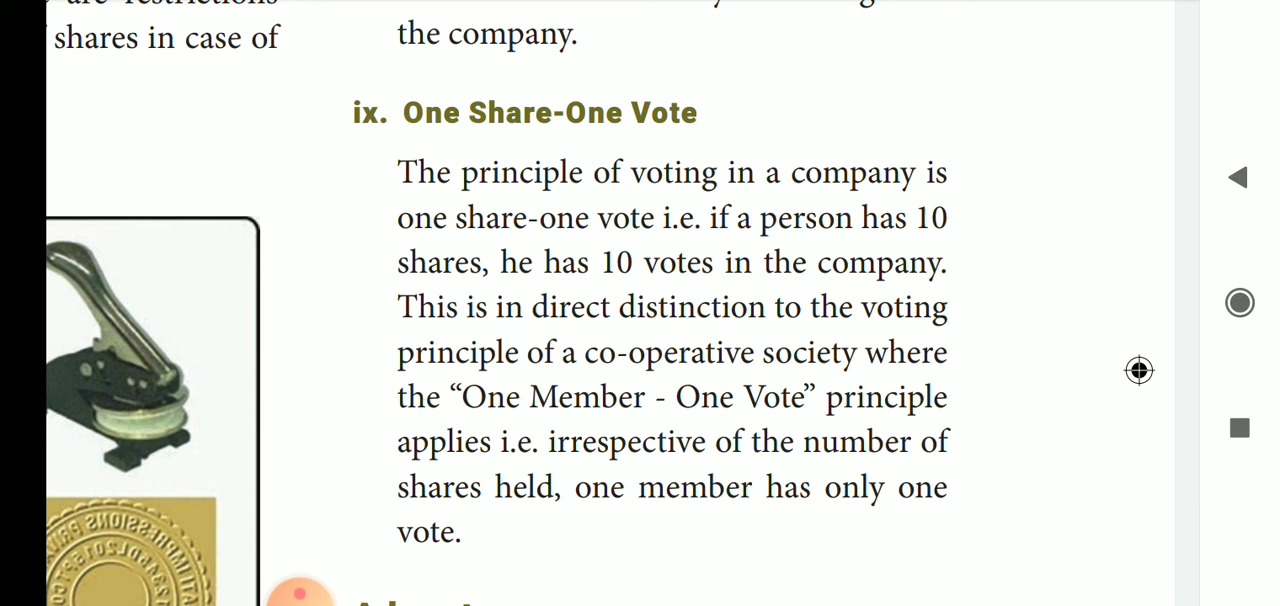 shares in case of
the company.
ix. One Share-One Vote
The principle of voting in a company is
one share-one vote i.e. if a person has 10
shares, he has 10 votes in the company.
This is in direct distinction to the voting
principle of a co-operative society where
the “One Member - One Vote” principle
applies i.e. irrespective of the number of
shares held, one member has only one
vote.